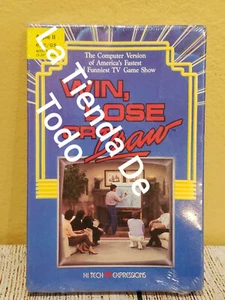 The Computer Version
of America's Fastest
Funniest TV Game Show
WIN,
LOSE
OR Draw
HI TECH EXPRESSIONS
La Tienda De
Todo